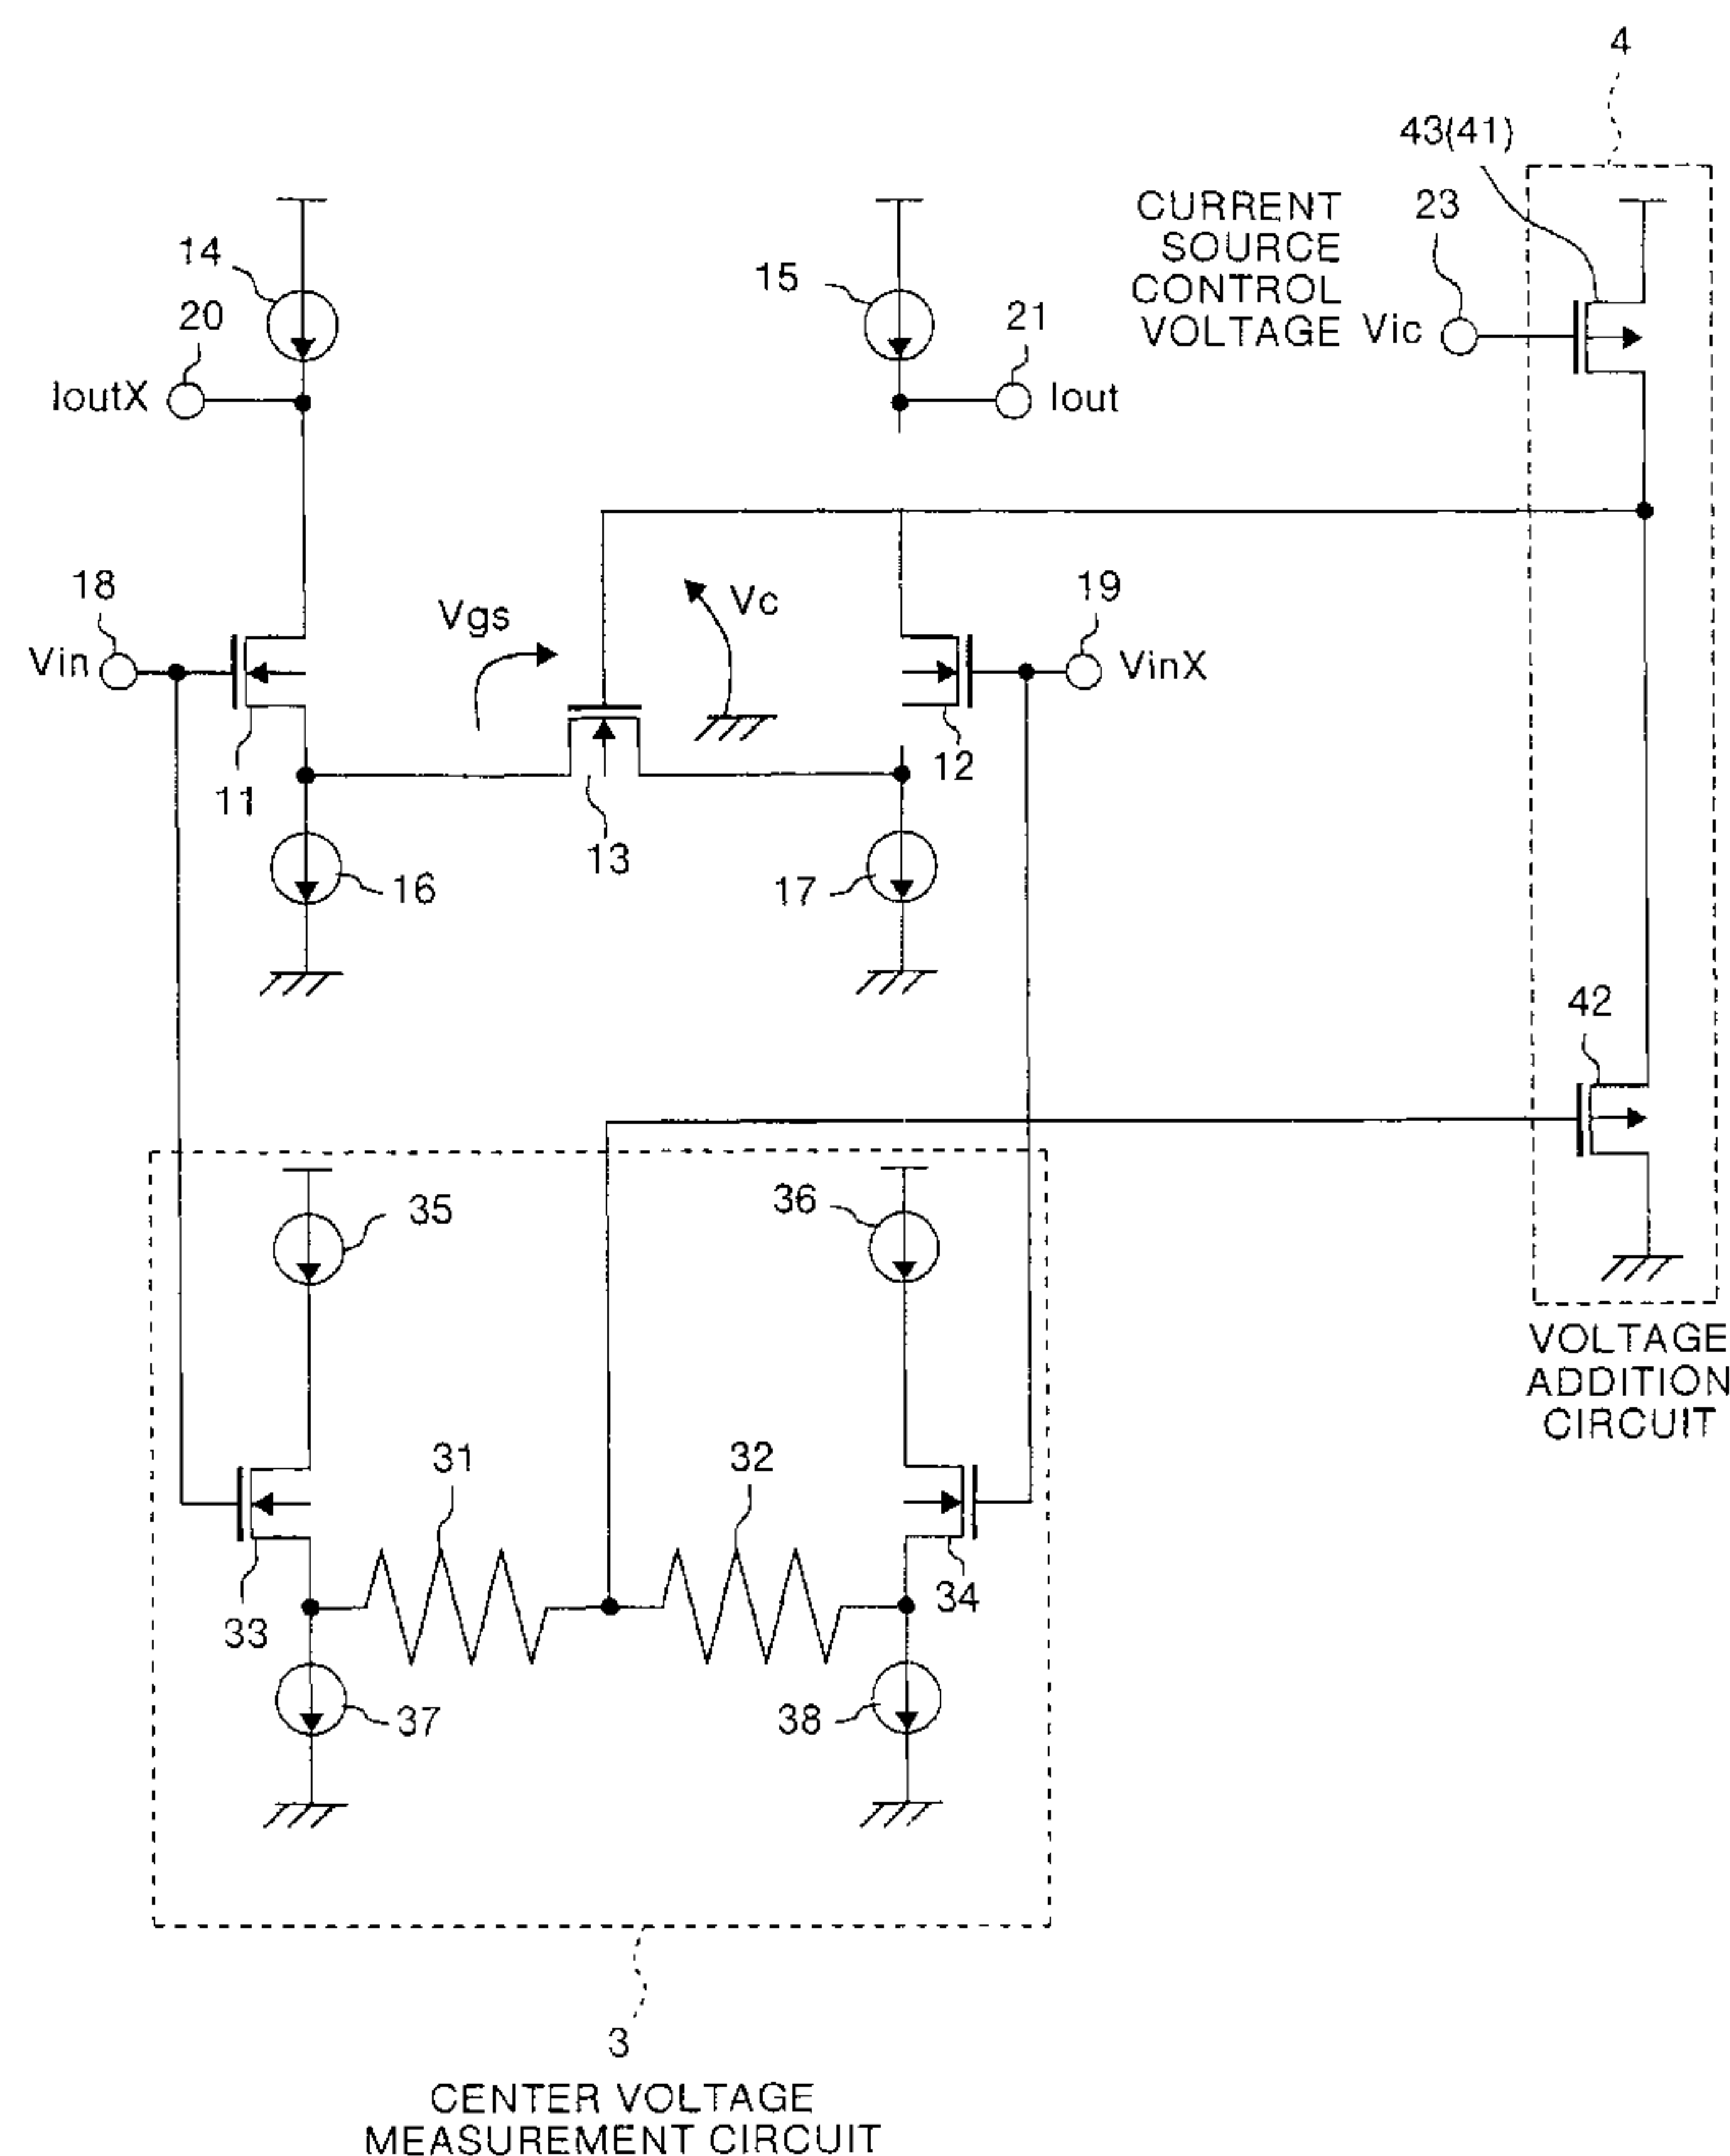 4
43(41)
CURRENT
SOURCE
CONTROL
VOLTAGE
23
Vic
14
15
20
21
IoutX
Iout
18
Vgs
Vc
19
Vin
VinX
11
12
13
16
17
42
35
36
VOLTAGE
ADDITION
CIRCUIT
31
32
33
34
37
38
3
CENTER VOLTAGE
MEASUREMENT CIRCUIT